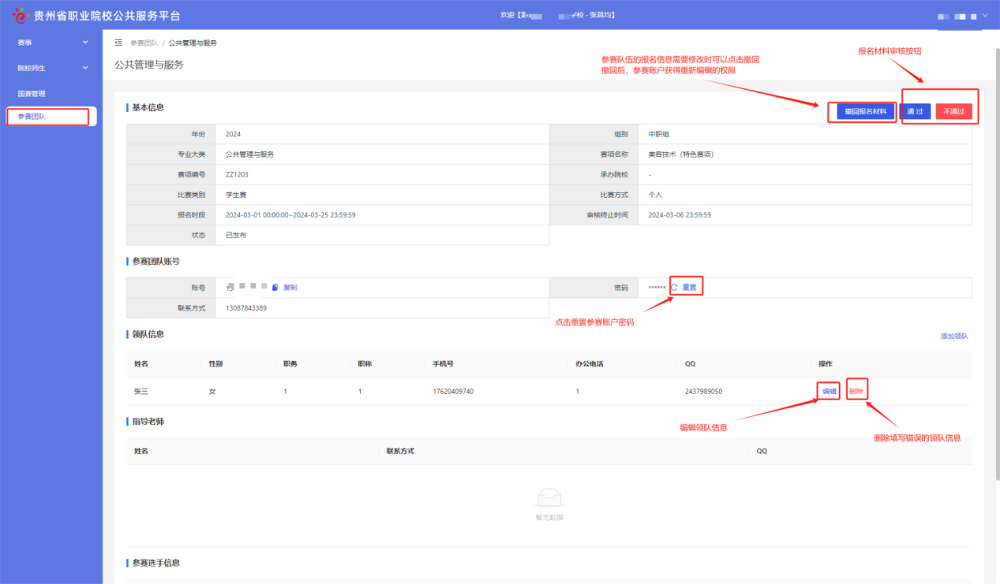 贵州省职业院校公共服务平台
欢迎【 校 - 张昌均】
赛事
院校师生
国赛管理
参赛团队
参赛团队 / 公共管理与服务
公共管理与服务
参赛队伍的报名信息需要修改时可以点击撤回
撤回后，参赛账户获得重新编辑的权限
报名材料审核按钮
基本信息
撤回报名材料 通 过 不通过
年份 2024 组别 中职组
专业大类 公共管理与服务 赛项名称 美容技术（特色赛项）
赛项编号 ZZ1203 承办院校 -
比赛类别 学生赛 比赛方式 个人
报名时段 2024-03-01 00:00:00~2024-03-25 23:59:59 审核终止时间 2024-03-06 23:59:59
状态 已发布
参赛团队账号
账号 复制 密码 ****** 重置
联系方式 13087843389
点击重置参赛账户密码
领队信息
添加领队
姓名 性别 职务 职称 手机号 办公电话 QQ 操作
张三 女 1 1 17620409740 1 2437989050 编辑 删除
编辑领队信息
删除填写错误的领队信息
指导老师
姓名 联系方式 QQ
暂无数据
参赛选手信息